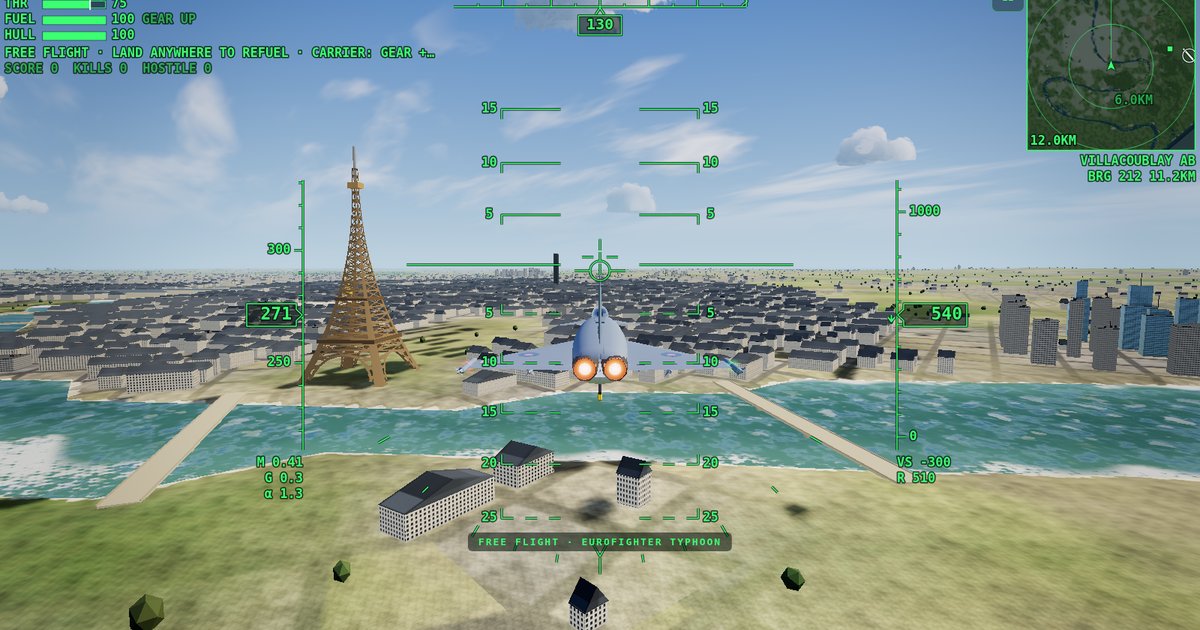 THR 75
FUEL 100 GEAR UP
HULL 100
FREE FLIGHT · LAND ANYWHERE TO REFUEL · CARRIER: GEAR +…
SCORE 0 KILLS 0 HOSTILE 0
130
6.0KM
12.0KM
VILLACOUBLAY AB
BRG 212 11.2KM
15 15
10 10
5 5
300
271
250
1000
540
0
5 5
10 10
15 15
20 20
25 25
M 0.41
G 0.3
α 1.3
VS -300
R 510
FREE FLIGHT · EUROFIGHTER TYPHOON